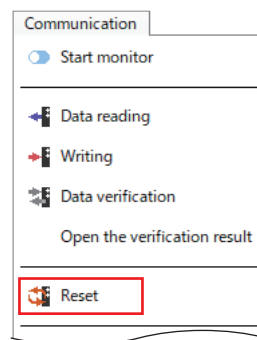 Communication
Start monitor
Data reading
Writing
Data verification
Open the verification result
Reset